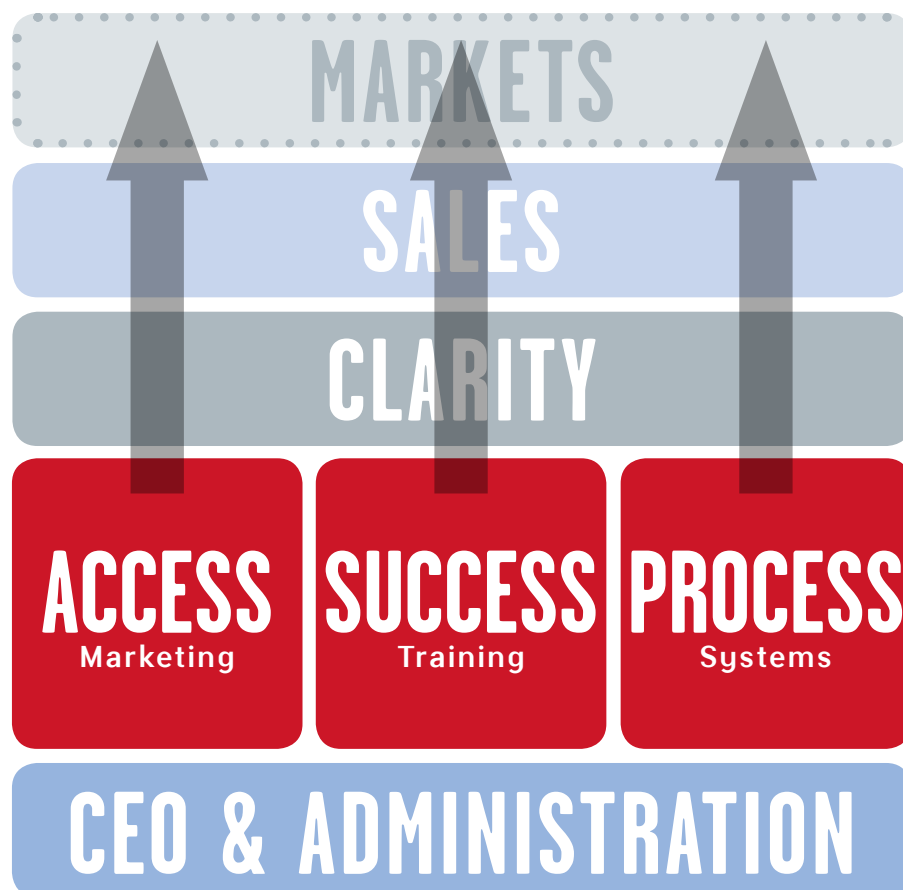 MARKETS
SALES
CLARITY
ACCESS
Marketing
SUCCESS
Training
PROCESS
Systems
CEO & ADMINISTRATION